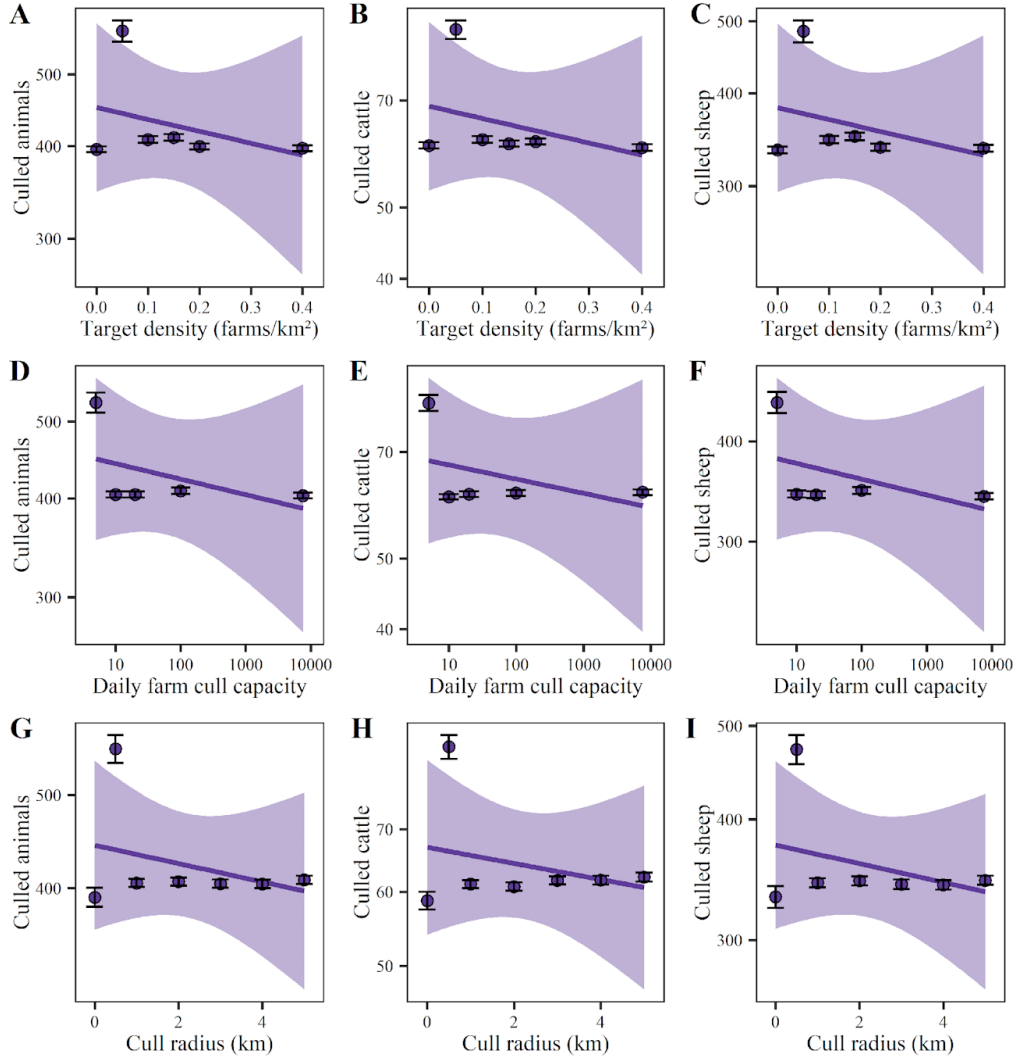 A
B
C
Culled animals
500
400
300
0.0 0.1 0.2 0.3 0.4
Target density (farms/km²)
Culled cattle
70
50
40
0.0 0.1 0.2 0.3 0.4
Target density (farms/km²)
Culled sheep
500
400
300
0.0 0.1 0.2 0.3 0.4
Target density (farms/km²)
D
E
F
Culled animals
500
400
300
10 100 1000 10000
Daily farm cull capacity
Culled cattle
70
50
40
10 100 1000 10000
Daily farm cull capacity
Culled sheep
400
300
10 100 1000 10000
Daily farm cull capacity
G
H
I
Culled animals
500
400
0 2 4
Cull radius (km)
Culled cattle
70
60
50
0 2 4
Cull radius (km)
Culled sheep
500
400
300
0 2 4
Cull radius (km)